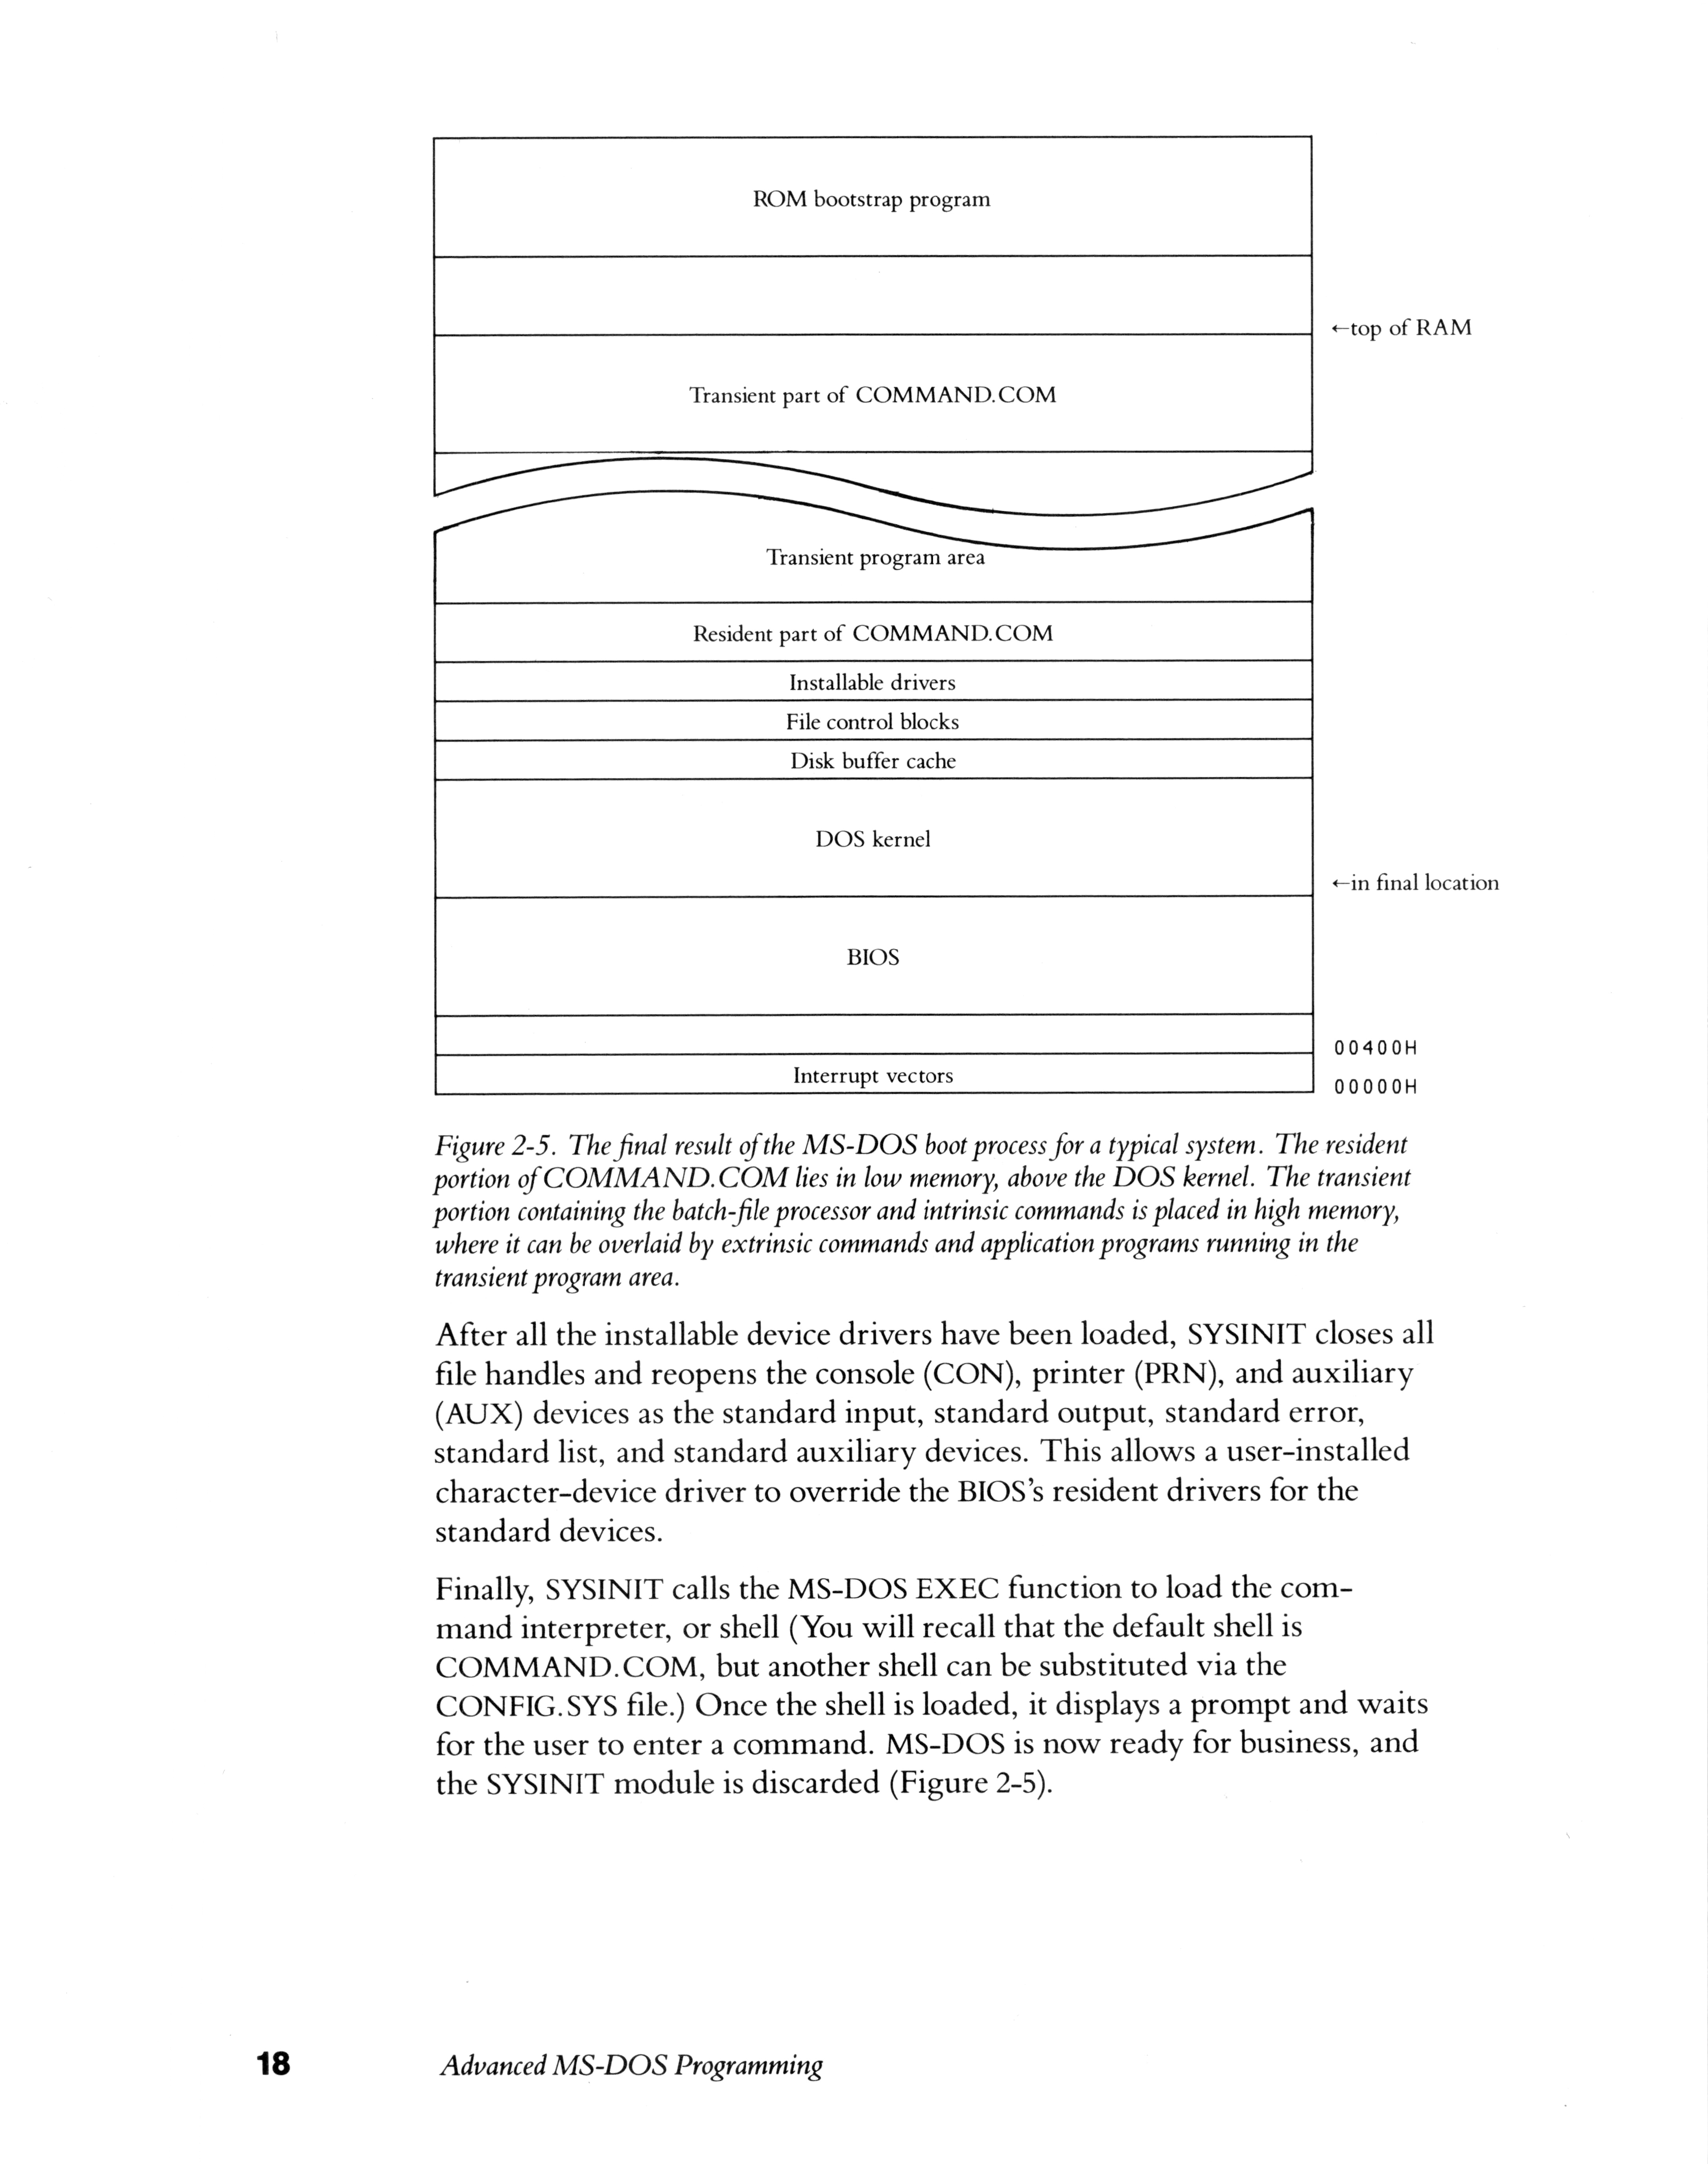 ROM bootstrap program
←top of RAM
Transient part of COMMAND.COM
Transient program area
Resident part of COMMAND.COM
Installable drivers
File control blocks
Disk buffer cache
DOS kernel
←in final location
BIOS
00400H
Interrupt vectors
00000H
Figure 2-5. The final result of the MS-DOS boot process for a typical system. The resident
portion of COMMAND.COM lies in low memory, above the DOS kernel. The transient
portion containing the batch-file processor and intrinsic commands is placed in high memory,
where it can be overlaid by extrinsic commands and application programs running in the
transient program area.
After all the installable device drivers have been loaded, SYSINIT closes all
file handles and reopens the console (CON), printer (PRN), and auxiliary
(AUX) devices as the standard input, standard output, standard error,
standard list, and standard auxiliary devices. This allows a user-installed
character-device driver to override the BIOS's resident drivers for the
standard devices.
Finally, SYSINIT calls the MS-DOS EXEC function to load the com-
mand interpreter, or shell (You will recall that the default shell is
COMMAND.COM, but another shell can be substituted via the
CONFIG.SYS file.) Once the shell is loaded, it displays a prompt and waits
for the user to enter a command. MS-DOS is now ready for business, and
the SYSINIT module is discarded (Figure 2-5).
18 Advanced MS-DOS Programming